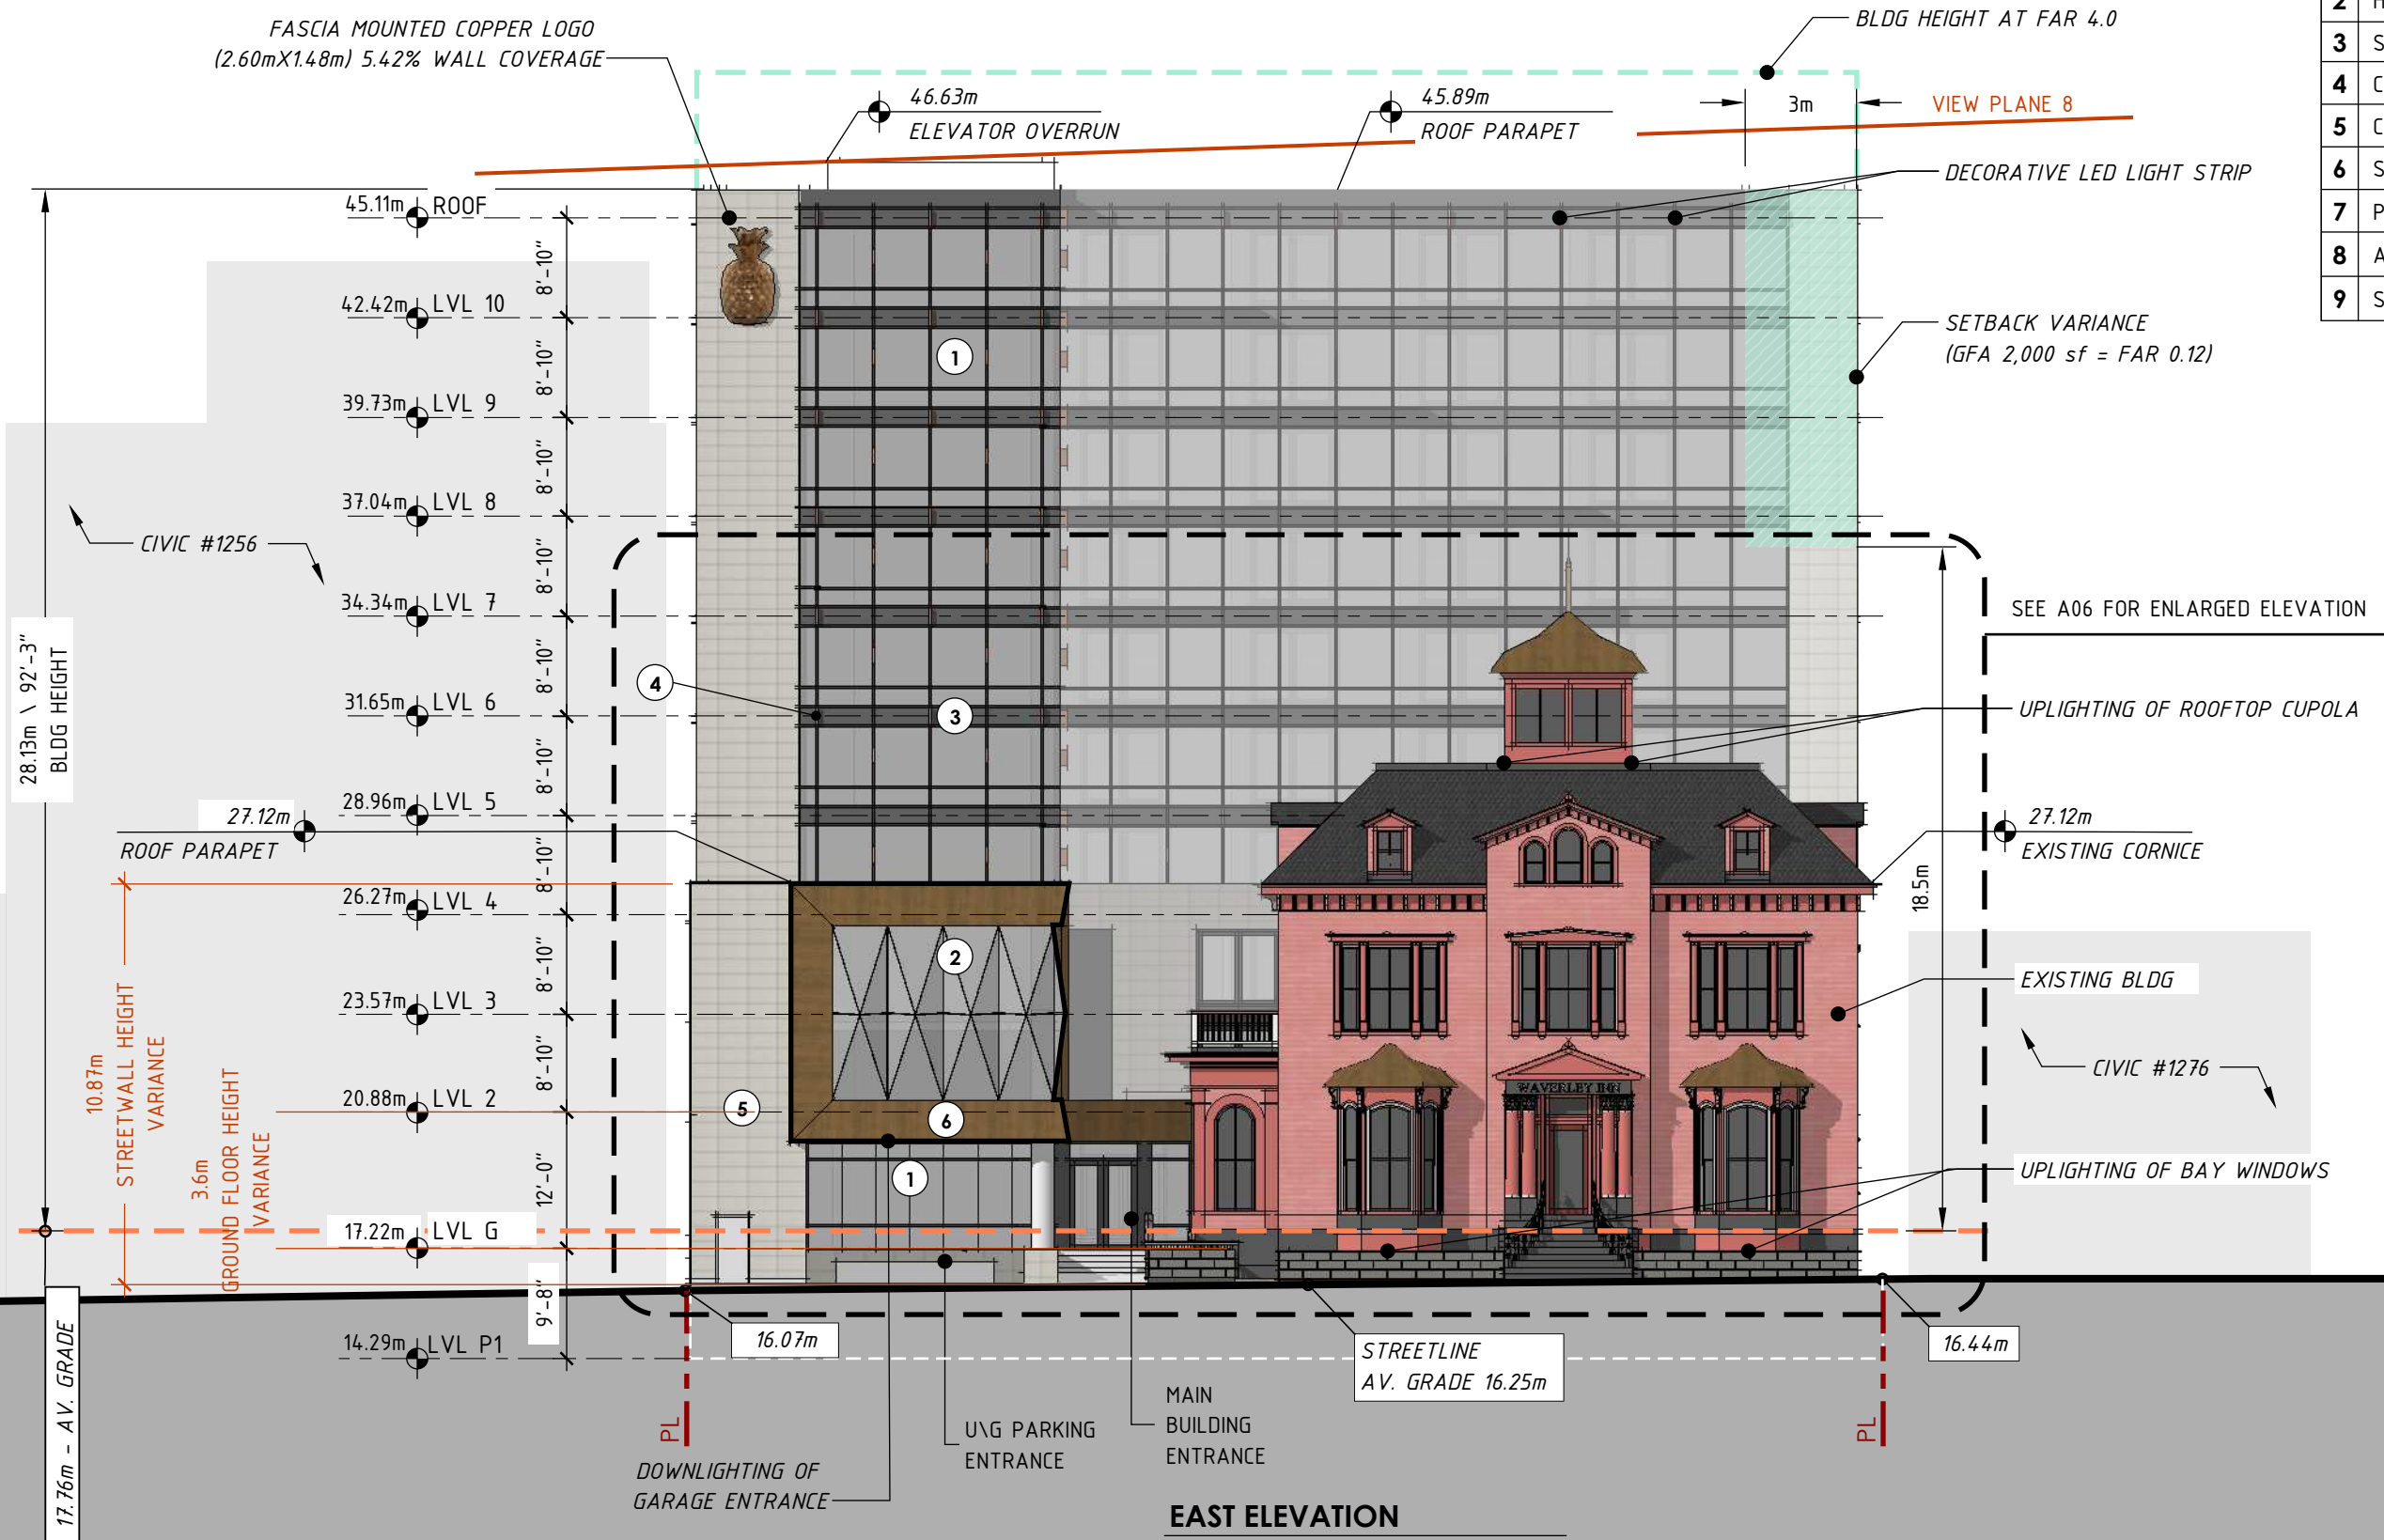 FASCIA MOUNTED COPPER LOGO
(2.60mX1.48m) 5.42% WALL COVERAGE
BLDG HEIGHT AT FAR 4.0
46.63m
ELEVATOR OVERRUN
45.89m
ROOF PARAPET
3m
VIEW PLANE 8
DECORATIVE LED LIGHT STRIP
2
3 S
4 C
5 C
6 S
7 P
8 A
9 S
45.11m ROOF
8'-10"
42.42m LVL 10
8'-10"
39.73m LVL 9
8'-10"
37.04m LVL 8
8'-10"
34.34m LVL 7
8'-10"
31.65m LVL 6
8'-10"
28.96m LVL 5
8'-10"
26.27m LVL 4
8'-10"
23.57m LVL 3
8'-10"
20.88m LVL 2
12'-0"
17.22m LVL G
9'-8"
14.29m LVL P1
CIVIC #1256
28.13m \ 92'-3"
BLDG HEIGHT
27.12m
ROOF PARAPET
10.87m
STREETWALL HEIGHT
VARIANCE
3.6m
GROUND FLOOR HEIGHT
VARIANCE
17.76m - AV. GRADE
1
3
4
2
6
5
1
SETBACK VARIANCE
(GFA 2,000 sf = FAR 0.12)
SEE A06 FOR ENLARGED ELEVATION
UPLIGHTING OF ROOFTOP CUPOLA
27.12m
EXISTING CORNICE
18.5m
EXISTING BLDG
CIVIC #1276
UPLIGHTING OF BAY WINDOWS
WAVERLEY INN
16.07m
STREETLINE
AV. GRADE 16.25m
16.44m
PL
PL
MAIN
BUILDING
ENTRANCE
U\G PARKING
ENTRANCE
DOWNLIGHTING OF
GARAGE ENTRANCE
EAST ELEVATION